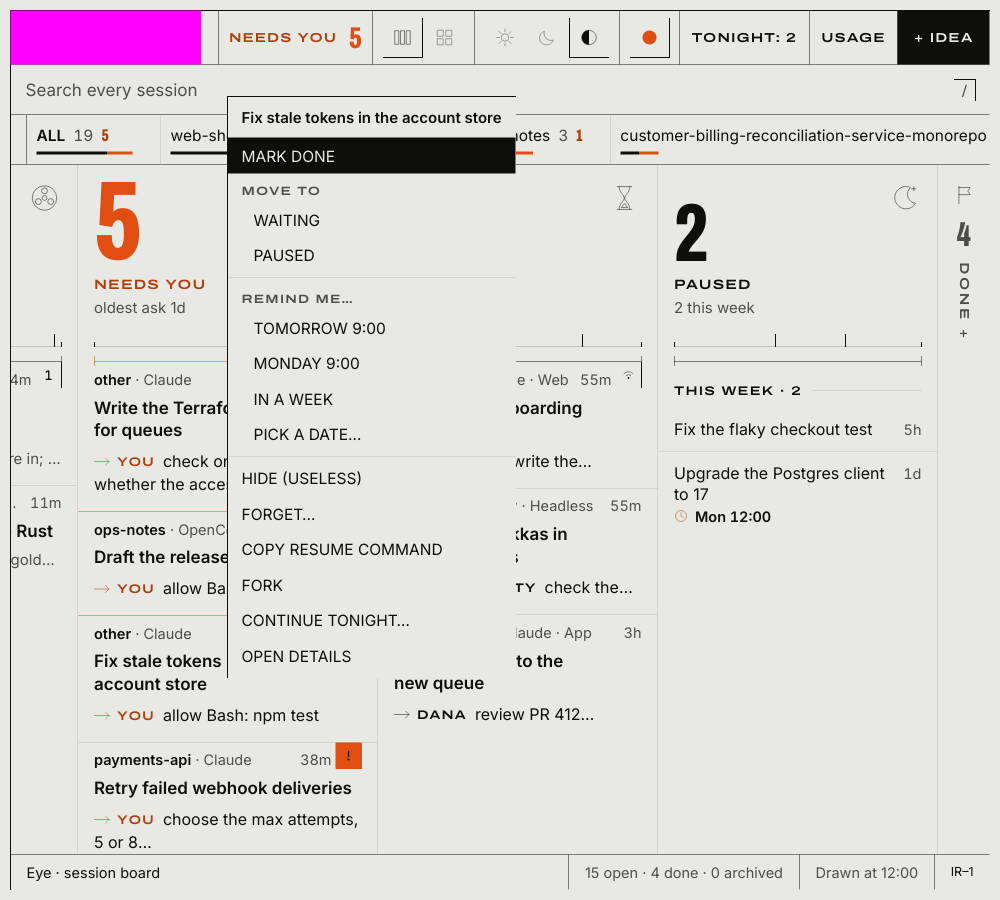 NEEDS YOU 5
TONIGHT: 2
USAGE
+ IDEA
Search every session
/
ALL 19 5
web-sh
notes 3 1
customer-billing-reconciliation-service-monorepo
4m 1
re in; ...
. 11m
Rust
gold...
5
NEEDS YOU
oldest ask 1d
other · Claude
Write the Terrafo
for queues
→ YOU check or
whether the acce
ops-notes · OpenC
Draft the release
→ YOU allow Ba
other · Claude
Fix stale tokens
account store
→ YOU allow Bash: npm test
payments-api · Claude 38m !
Retry failed webhook deliveries
→ YOU choose the max attempts,
5 or 8...
Fix stale tokens in the account store
MARK DONE
MOVE TO
WAITING
PAUSED
REMIND ME...
TOMORROW 9:00
MONDAY 9:00
IN A WEEK
PICK A DATE...
HIDE (USELESS)
FORGET...
COPY RESUME COMMAND
FORK
CONTINUE TONIGHT...
OPEN DETAILS
e · Web 55m
boarding
write the...
· Headless 55m
kkas in
s
TY check the...
laude · App 3h
to the
new queue
→ DANA review PR 412...
2
PAUSED
2 this week
THIS WEEK · 2
Fix the flaky checkout test 5h
Upgrade the Postgres client 1d
to 17
Mon 12:00
4
DONE +
Eye · session board
15 open · 4 done · 0 archived
Drawn at 12:00
IR–1